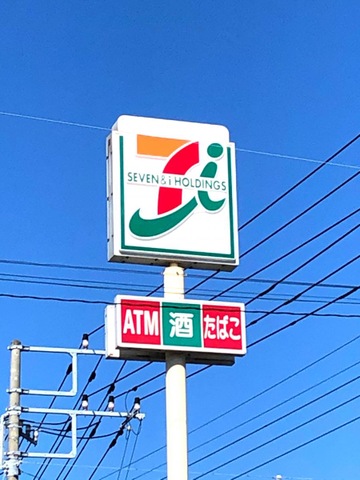 SEVEN & i HOLDINGS
ATM 酒 たばこ